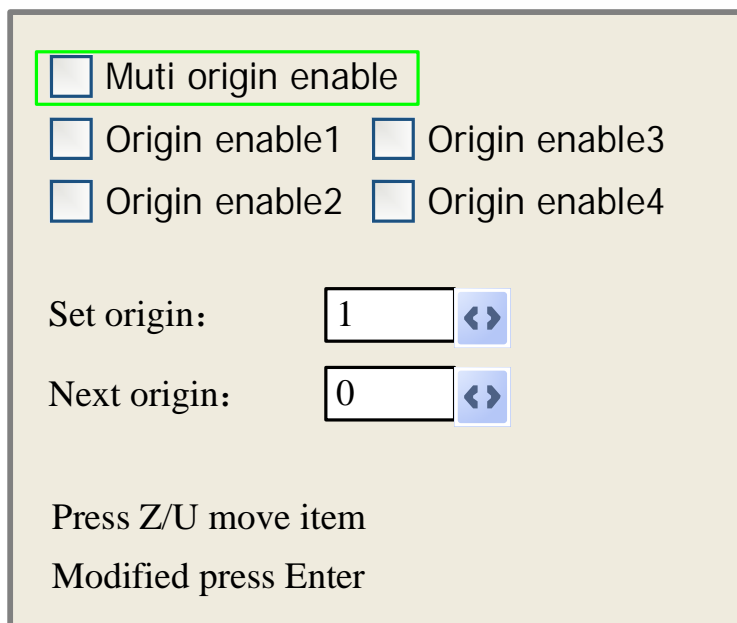 Muti origin enable
Origin enable1 Origin enable3
Origin enable2 Origin enable4
Set origin： 1
Next origin： 0
Press Z/U move item
Modified press Enter